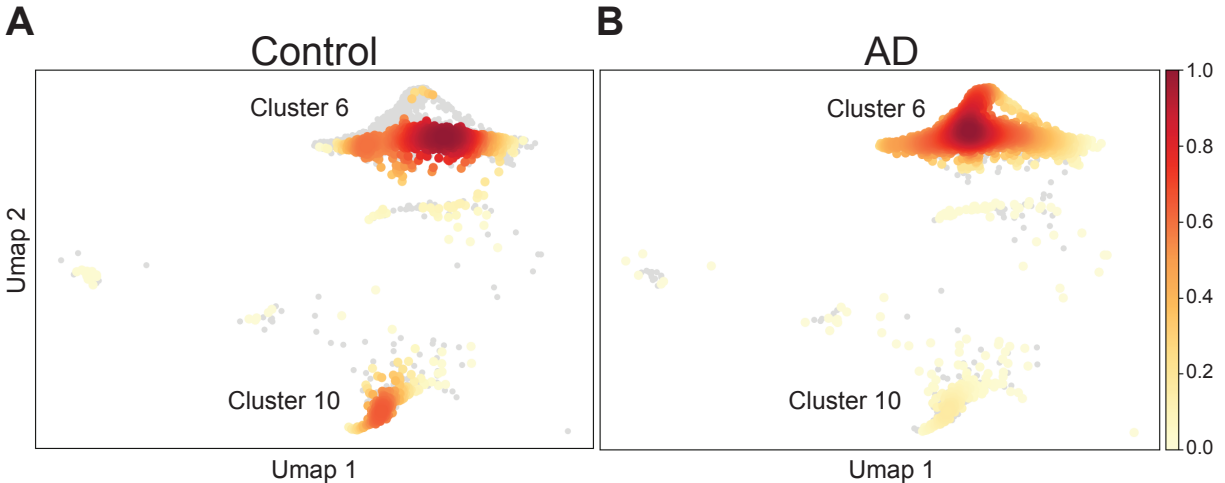 A
B
Control
AD
Cluster 6
Cluster 6
Cluster 10
Cluster 10
Umap 2
Umap 1
Umap 1
1.0
0.8
0.6
0.4
0.2
0.0